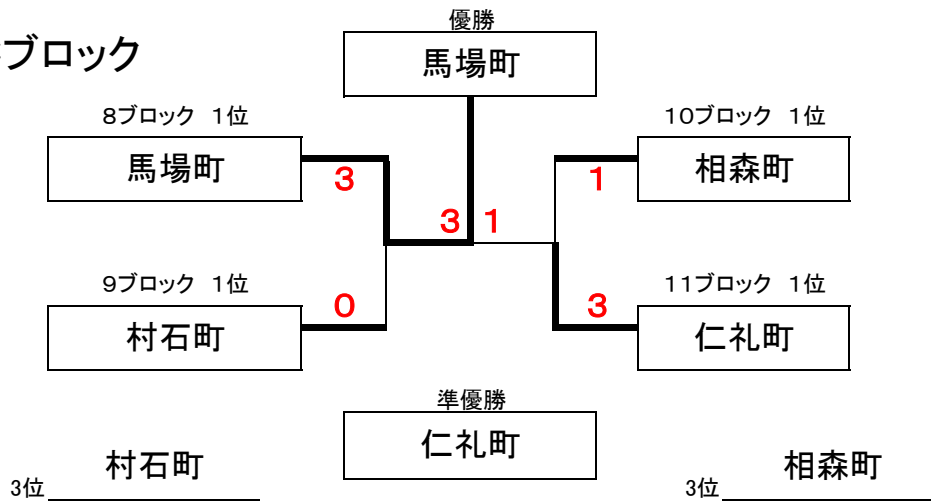 優勝
ブロック
馬場町
8ブロック 1位
10ブロック 1位
馬場町
相森町
3
1
3 1
9ブロック 1位
11ブロック 1位
0
3
村石町
仁礼町
準優勝
仁礼町
3位 村石町
3位 相森町